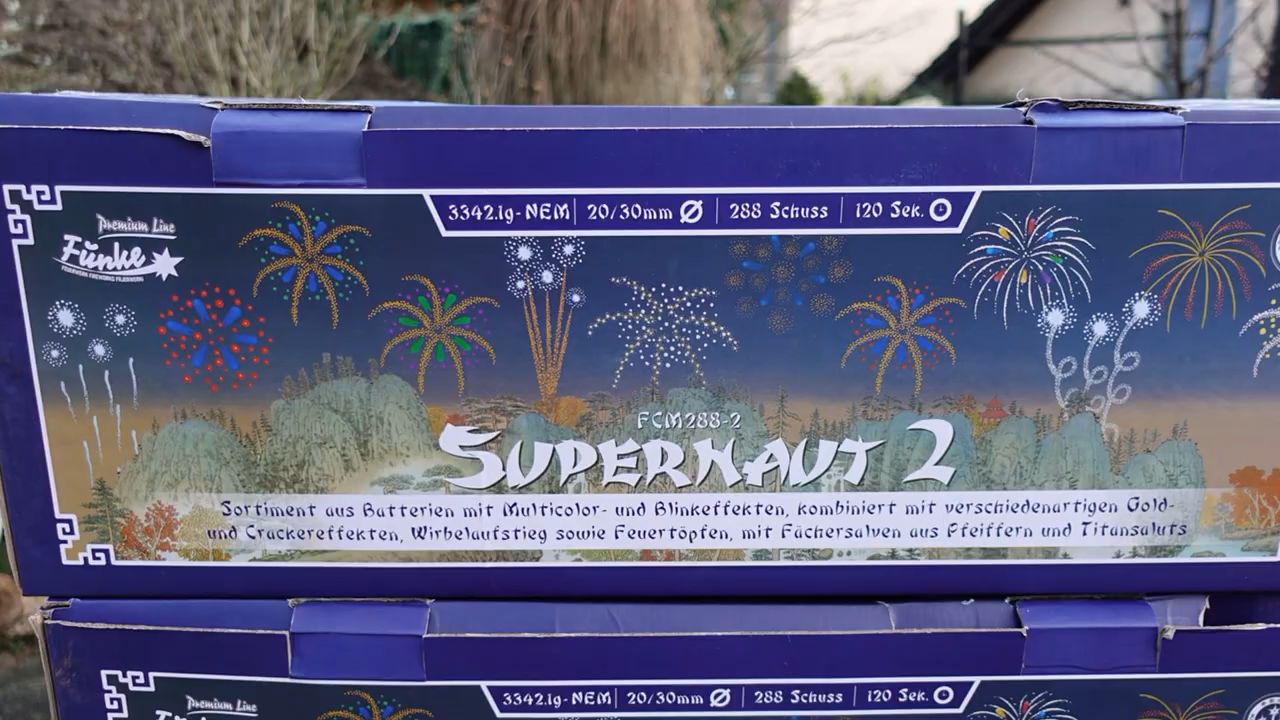 3342.1g-NEM 20/30mm Ø 288 Schuss 120 Sek.
Premium Line
Funke
FCM288-2
SUPERNAUT 2
Sortiment aus Batterien mit Multicolor- und Blinkeffekten, kombiniert mit verschiedenartigen Gold-
und Crackereffekten, Wirbelaufstieg sowie Feuertöpfen, mit Fächersalven aus Pfeiffern und Titansaluts
3342.1g-NEM 20/30mm Ø 288 Schuss 120 Sek.
Premium Line